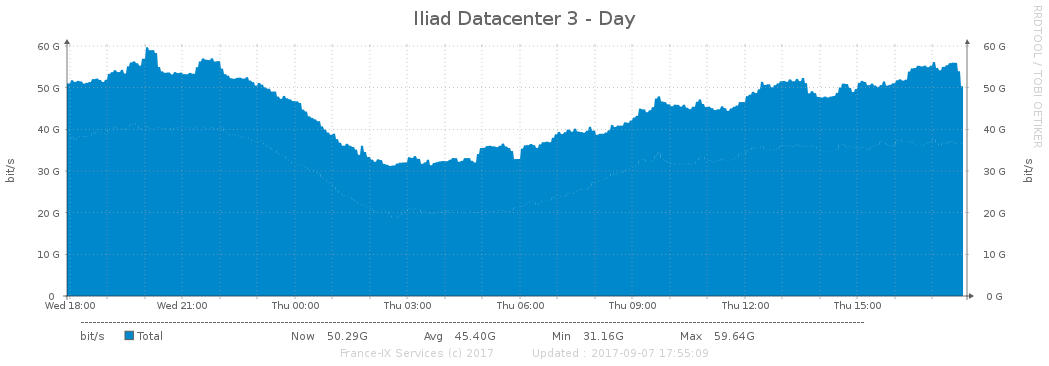 Iliad Datacenter 3 - Day
RRDTOOL / TOBI OETIKER
60 G 60 G
50 G 50 G
40 G 40 G
30 G 30 G
20 G 20 G
10 G 10 G
0 0 G
bit/s bit/s
Wed 18:00 Wed 21:00 Thu 00:00 Thu 03:00 Thu 06:00 Thu 09:00 Thu 12:00 Thu 15:00
bit/s Total Now 50.29G Avg 45.40G Min 31.16G Max 59.64G
France-IX Services (c) 2017 Updated : 2017-09-07 17:55:09